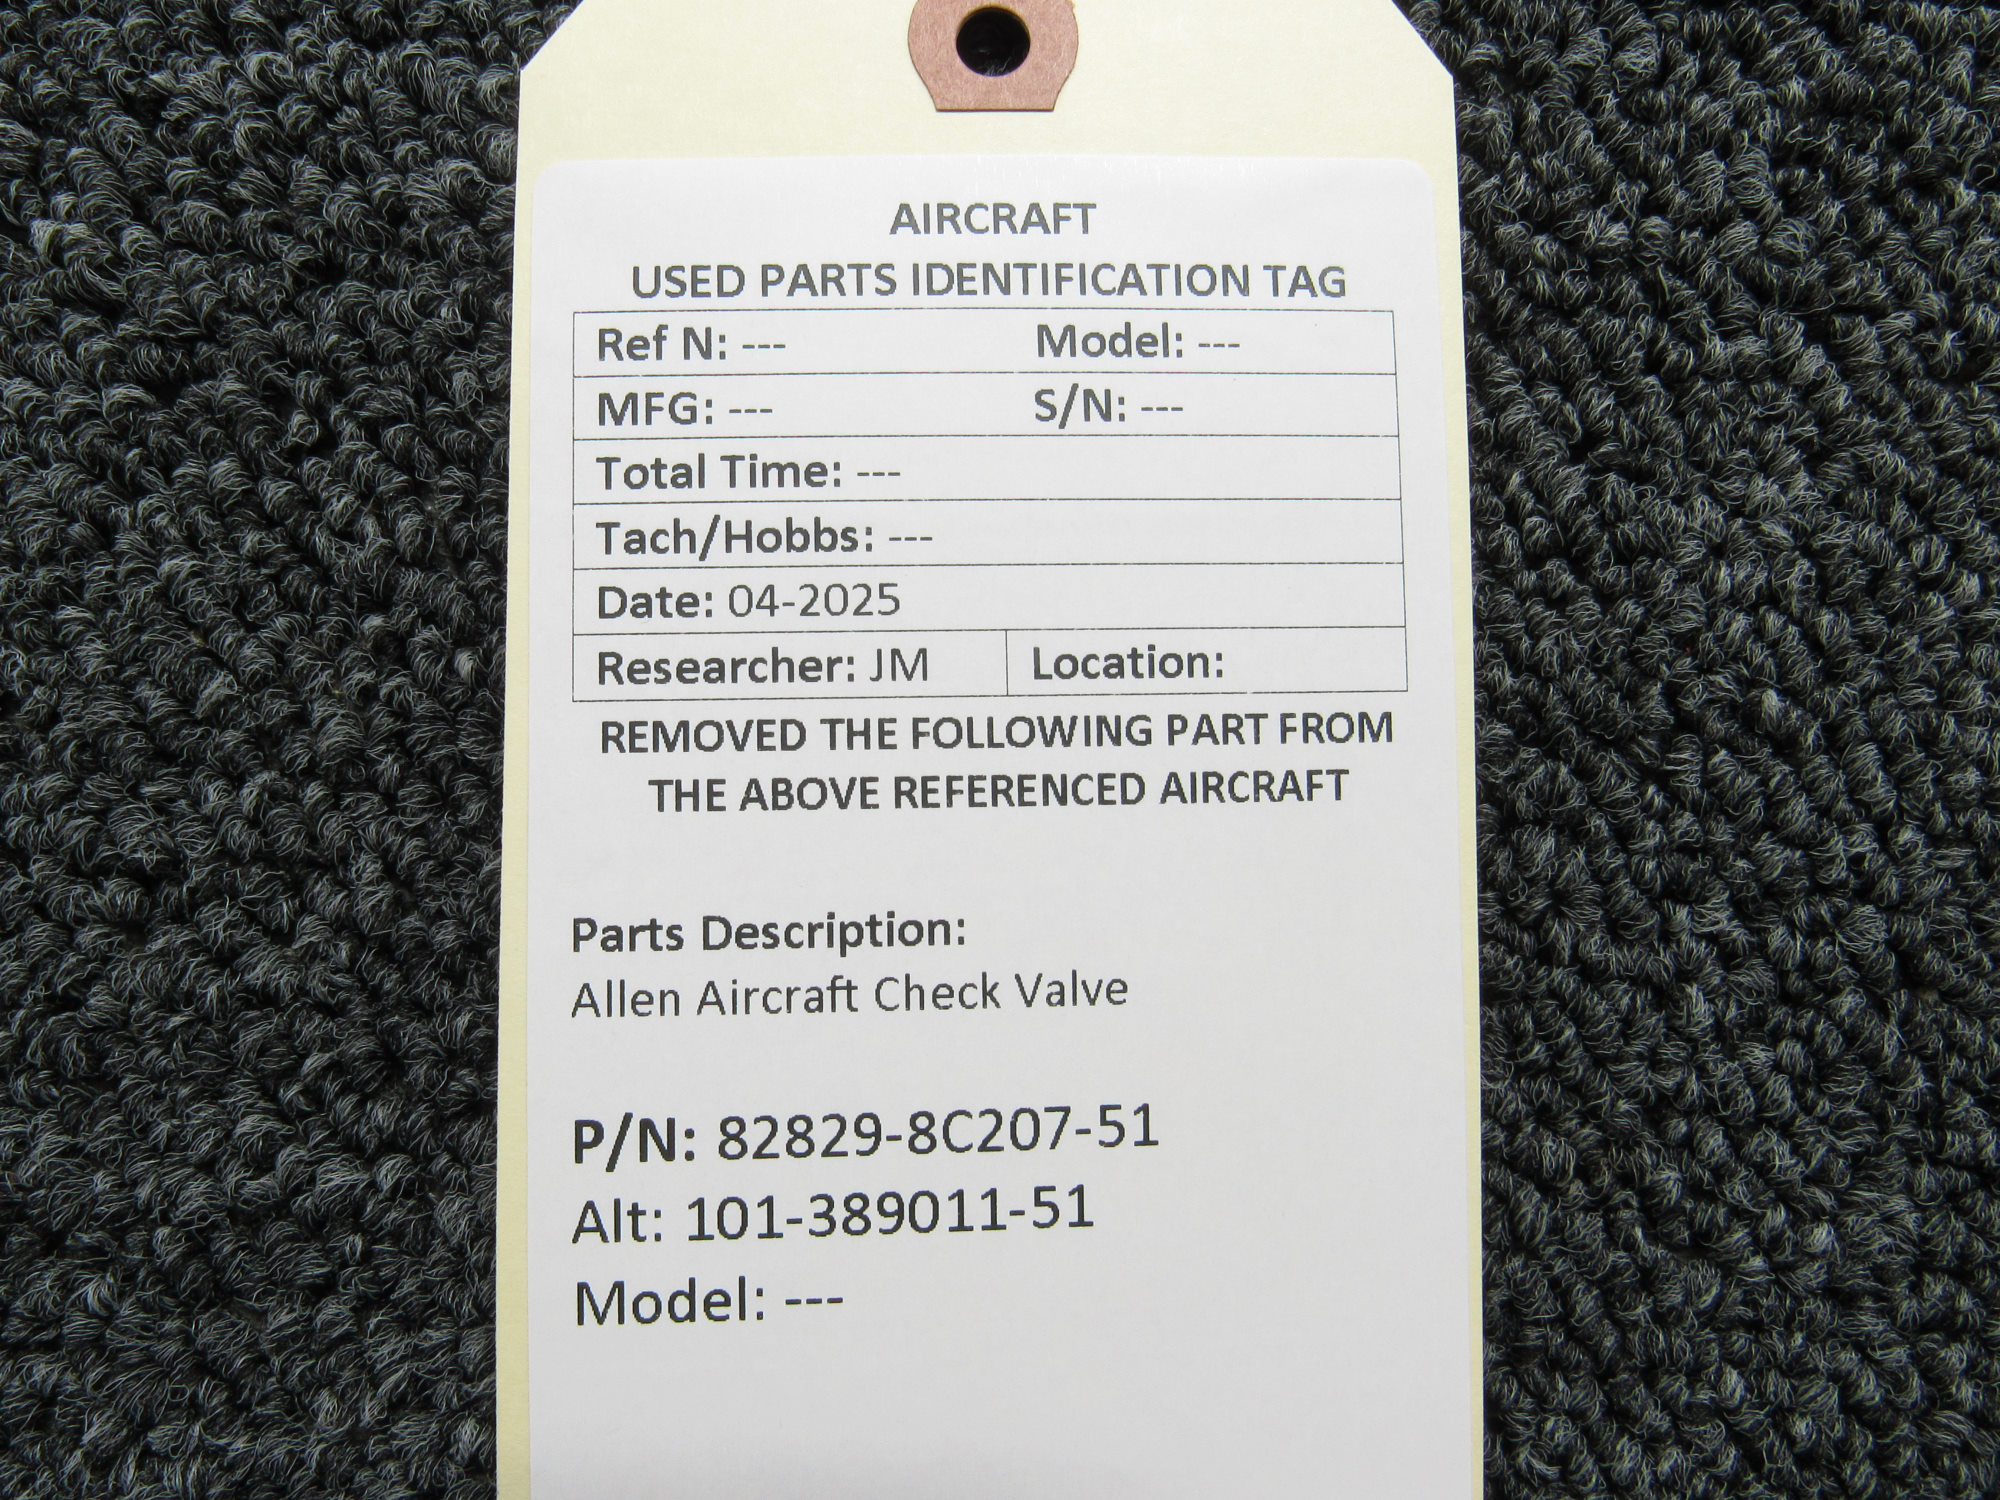 AIRCRAFT
USED PARTS IDENTIFICATION TAG
Ref N: --- Model: ---
MFG: --- S/N: ---
Total Time: ---
Tach/Hobbs: ---
Date: 04-2025
Researcher: JM Location:
REMOVED THE FOLLOWING PART FROM
THE ABOVE REFERENCED AIRCRAFT
Parts Description:
Allen Aircraft Check Valve
P/N: 82829-8C207-51
Alt: 101-389011-51
Model: ---